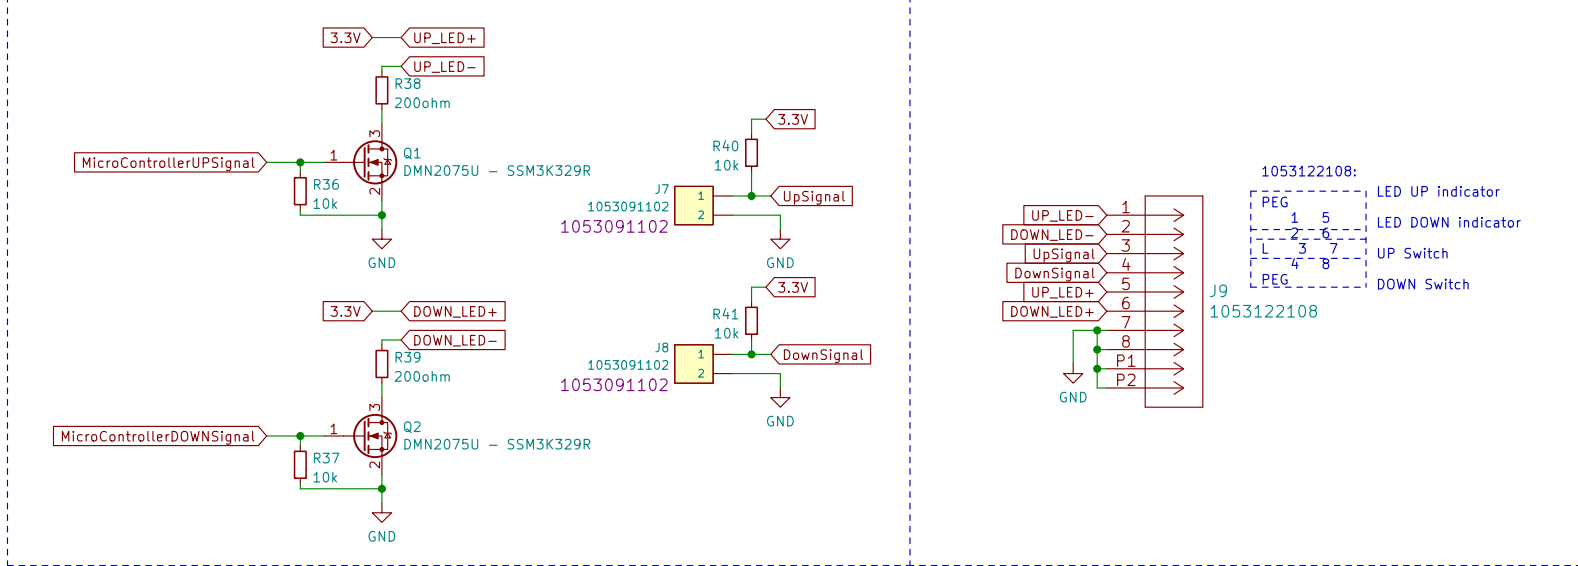 3.3V
UP_LED+
UP_LED-
R38
200ohm
3
MicroControllerUPSignal
1
Q1
DMN2075U - SSM3K329R
R36
10k
2
GND
3.3V
DOWN_LED+
DOWN_LED-
R39
200ohm
3
MicroControllerDOWNSignal
1
Q2
DMN2075U - SSM3K329R
R37
10k
2
GND
3.3V
R40
10k
J7
1053091102
1053091102
1
2
UpSignal
GND
3.3V
R41
10k
J8
1053091102
1053091102
1
2
DownSignal
GND
UP_LED- 1
DOWN_LED- 2
UpSignal 3
DownSignal 4
UP_LED+ 5
DOWN_LED+ 6
7
8
P1
P2
GND
J9
1053122108
1053122108:
PEG
1 5
2 6
L 3 7
4 8
PEG
LED UP indicator
LED DOWN indicator
UP Switch
DOWN Switch